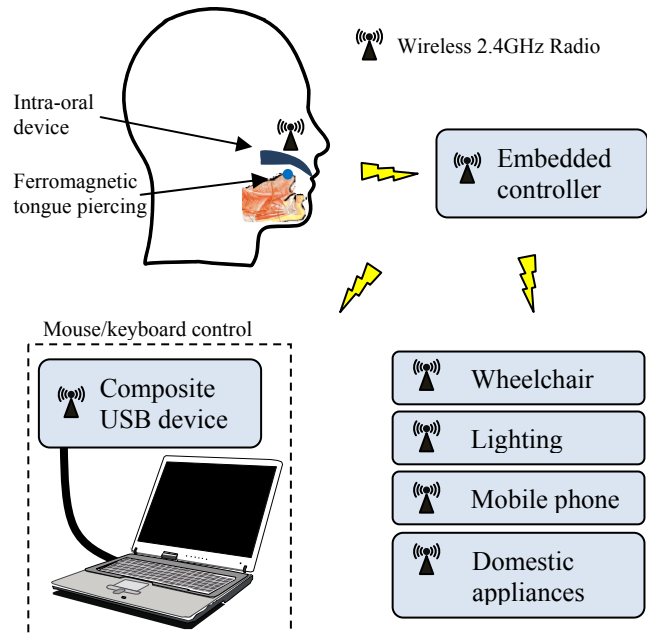 Wireless 2.4GHz Radio
Intra-oral
device
Ferromagnetic
tongue piercing
Embedded
controller
Mouse/keyboard control
Composite
USB device
Wheelchair
Lighting
Mobile phone
Domestic
appliances